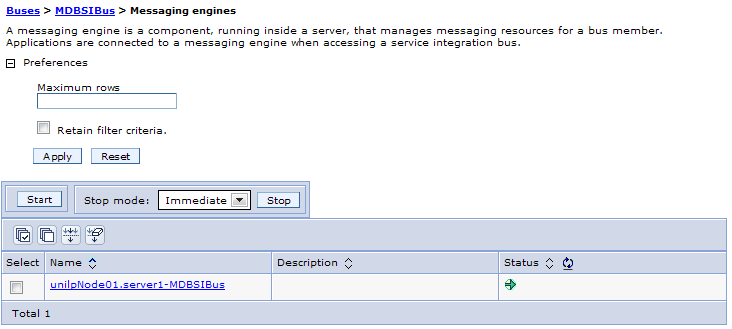 Buses > MDBSIBus > Messaging engines
A messaging engine is a component, running inside a server, that manages messaging resources for a bus member.
Applications are connected to a messaging engine when accessing a service integration bus.
Preferences
Maximum rows
Retain filter criteria.
Apply Reset
Start Stop mode: Immediate Stop
Select Name Description Status
unilpNode01.server1-MDBSIBus
Total 1